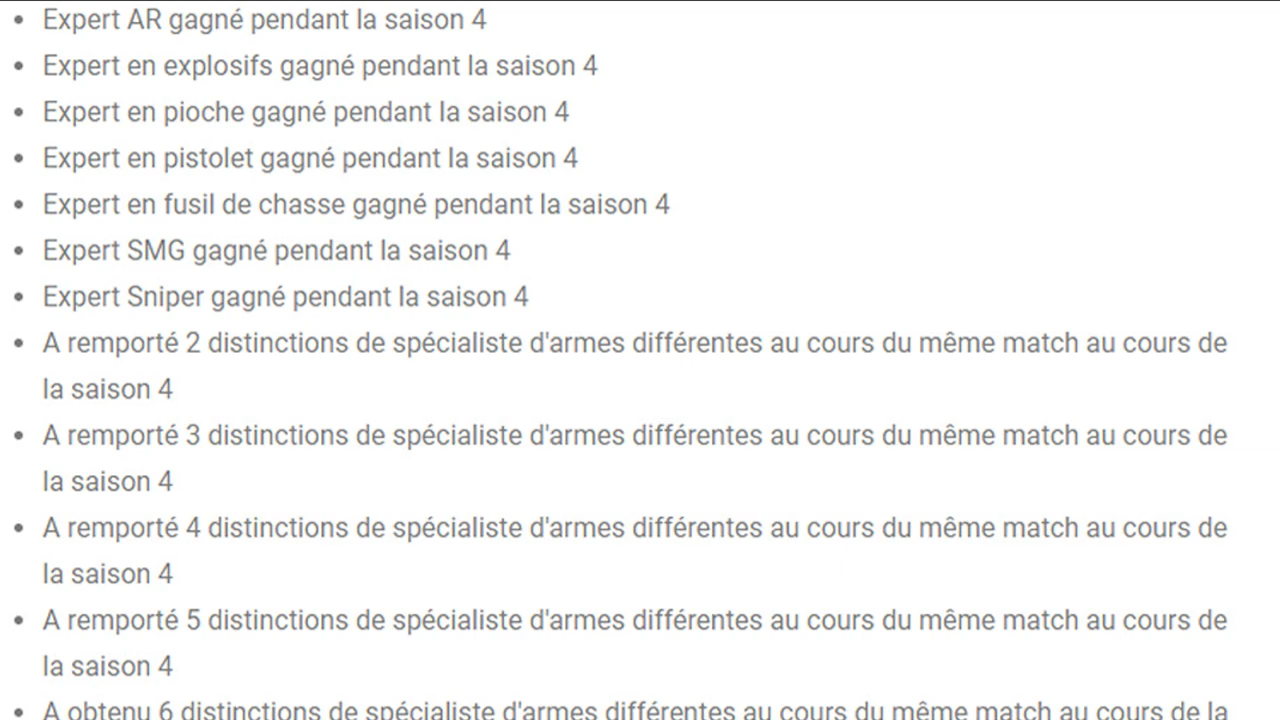 • Expert AR gagné pendant la saison 4
• Expert en explosifs gagné pendant la saison 4
• Expert en pioche gagné pendant la saison 4
• Expert en pistolet gagné pendant la saison 4
• Expert en fusil de chasse gagné pendant la saison 4
• Expert SMG gagné pendant la saison 4
• Expert Sniper gagné pendant la saison 4
• A remporté 2 distinctions de spécialiste d'armes différentes au cours du même match au cours de
la saison 4
• A remporté 3 distinctions de spécialiste d'armes différentes au cours du même match au cours de
la saison 4
• A remporté 4 distinctions de spécialiste d'armes différentes au cours du même match au cours de
la saison 4
• A remporté 5 distinctions de spécialiste d'armes différentes au cours du même match au cours de
la saison 4
• A obtenu 6 distinctions de spécialiste d'armes différentes au cours du même match au cours de la